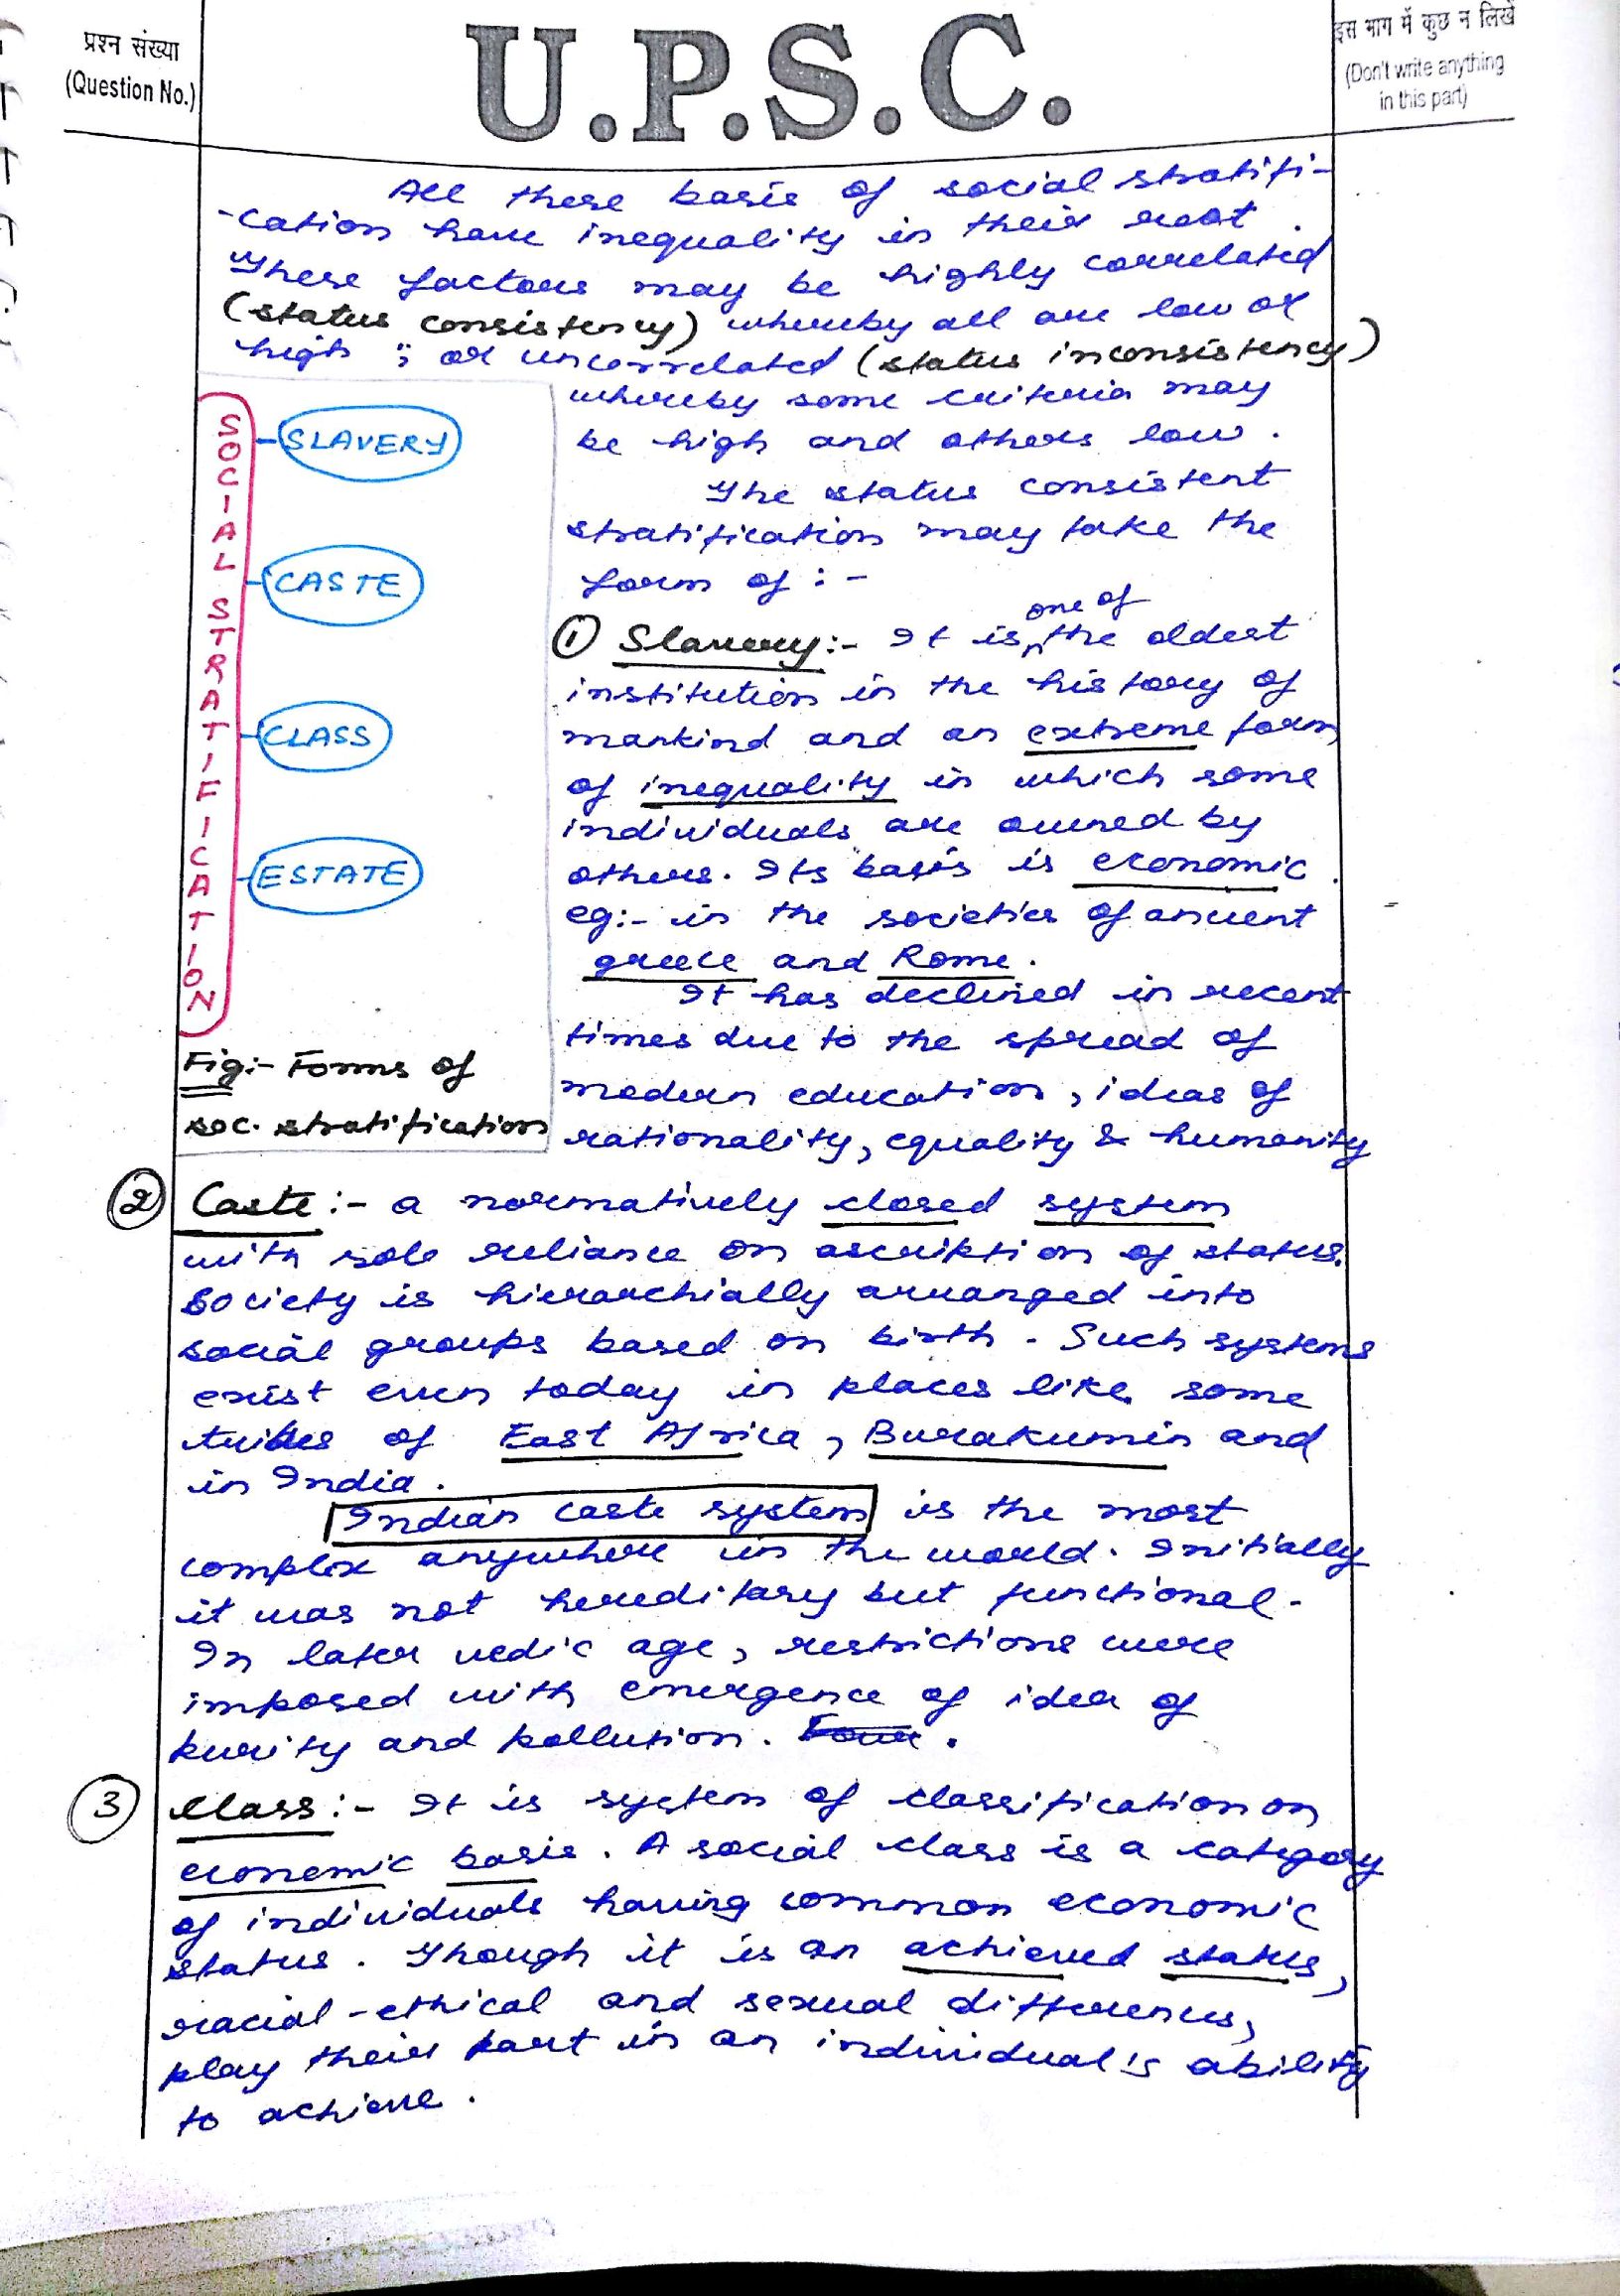 प्रश्न संख्या
(Question No.)
U.P.S.C.
इस भाग में कुछ न लिखें
(Don't write anything
in this part)
All these basis of social stratifi-
-cation have inequality in their root.
These factors may be highly correlated
(status consistency) whereby all are low or
high ; or uncorrelated (status inconsistency)
whereby some criteria may
be high and others low.
The status consistent
stratification may take the
form of :-
SOCIAL STRATIFICATION
SLAVERY
CASTE
CLASS
ESTATE
Fig:- Forms of
soc. stratification
① Slavery:- It is one of the oldest
institution in the history of
mankind and an extreme form
of inequality in which some
individuals are owned by
others. Its basis is economic.
eg:- in the societies of ancient
greece and Rome.
It has declined in recent
times due to the spread of
modern education, ideas of
rationality, equality & humanity
② Caste :- a normatively closed system
with sole reliance on ascription of status.
Society is hierarchially arranged into
social groups based on birth. Such systems
exist even today in places like some
tribes of East Africa, Burakumin and
in India.
Indian caste system is the most
complex anywhere in the world. Initially
it was not hereditary but functional.
In later vedic age, restrictions were
imposed with emergence of idea of
purity and pollution.
③ Class :- It is system of classification on
economic basis. A social class is a category
of individuals having common economic
status. Though it is an achieved status,
racial-ethical and sexual differences,
play their part in an individual's ability
to achieve.